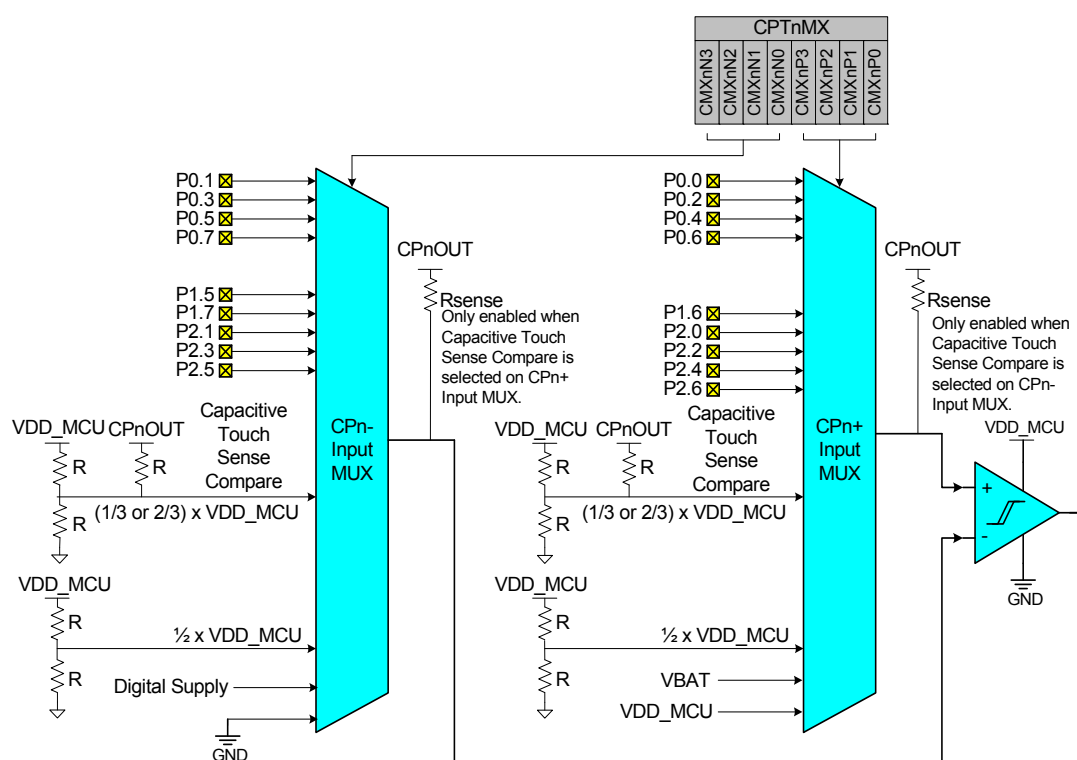 CPTnMX
CMXnN3
CMXnN2
CMXnN1
CMXnN0
CMXnP3
CMXnP2
CMXnP1
CMXnP0
P0.1
P0.3
P0.5
P0.7
P1.5
P1.7
P2.1
P2.3
P2.5
CPnOUT
Rsense
Only enabled when
Capacitive Touch
Sense Compare is
selected on CPn+
Input MUX.
VDD_MCU
CPnOUT
R
R
R
Capacitive
Touch
Sense
Compare
(1/3 or 2/3) x VDD_MCU
CPn-
Input
MUX
VDD_MCU
R
R
½ x VDD_MCU
Digital Supply
GND
P0.0
P0.2
P0.4
P0.6
P1.6
P2.0
P2.2
P2.4
P2.6
CPnOUT
Rsense
Only enabled when
Capacitive Touch
Sense Compare is
selected on CPn-
Input MUX.
VDD_MCU
CPnOUT
R
R
R
Capacitive
Touch
Sense
Compare
(1/3 or 2/3) x VDD_MCU
CPn+
Input
MUX
VDD_MCU
R
R
½ x VDD_MCU
VBAT
VDD_MCU
VDD_MCU
+
-
GND